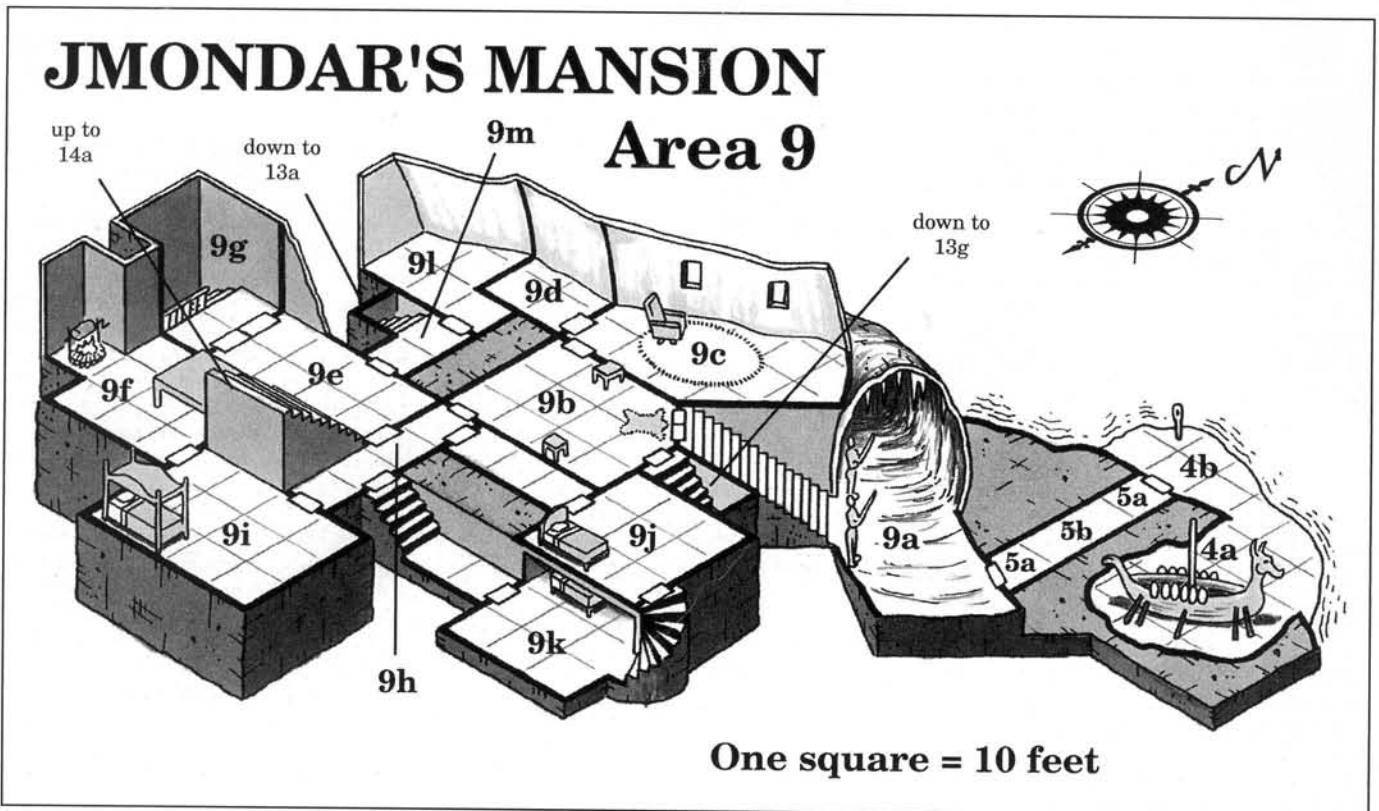 JMONDAR'S MANSION
Area 9
up to
14a
down to
13a
9m
N
down to
13g
9g
9l
9d
9c
9e
9f
9b
4b
5a
5b
5a
4a
9a
9i
9j
9k
9h
One square = 10 feet